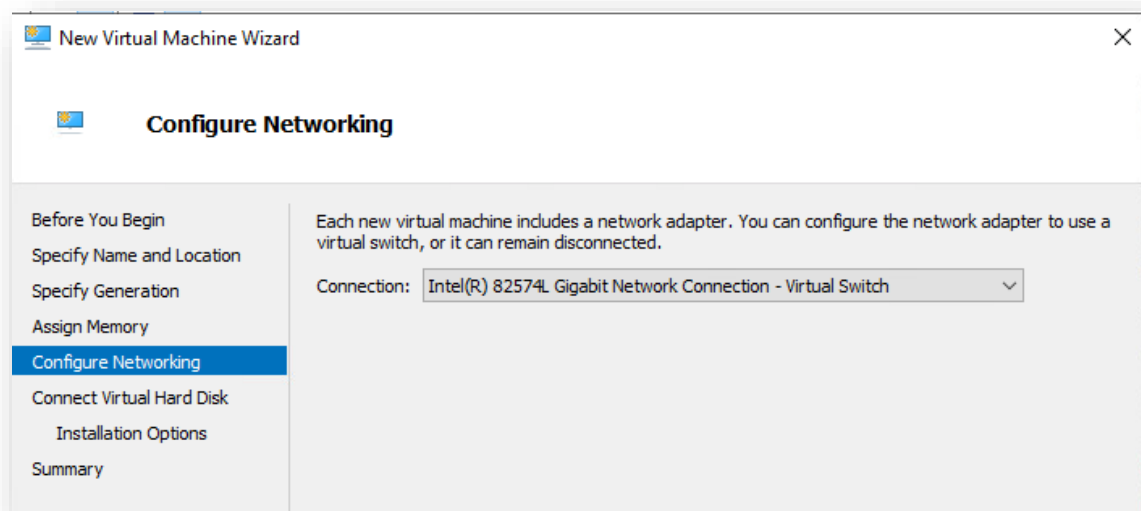 New Virtual Machine Wizard
Configure Networking
Before You Begin
Specify Name and Location
Specify Generation
Assign Memory
Configure Networking
Connect Virtual Hard Disk
Installation Options
Summary
Each new virtual machine includes a network adapter. You can configure the network adapter to use a
virtual switch, or it can remain disconnected.
Connection: Intel(R) 82574L Gigabit Network Connection - Virtual Switch